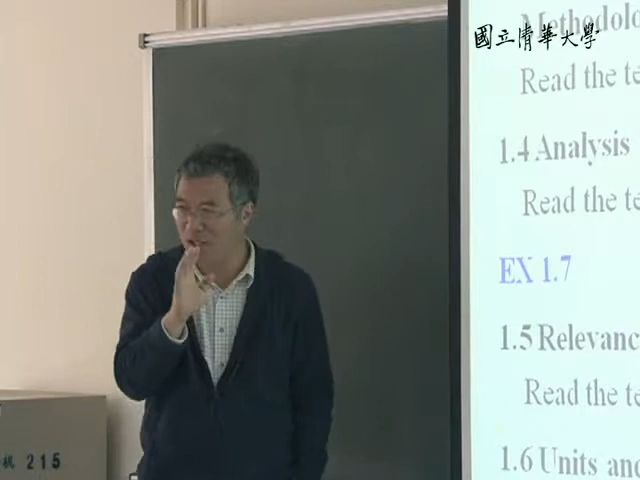 Methodolo
國立清華大學
Read the te
1.4 Analysis
Read the te
EX 1.7
1.5 Relevanc
Read the te
1.6 Units and
215